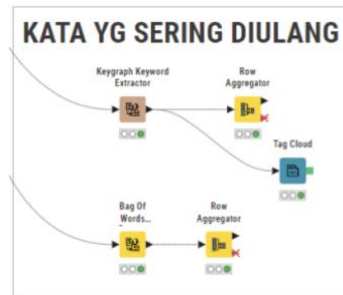 KATA YG SERING DIULANG
Keygraph Keyword
Extractor
Row
Aggregator
Tag Cloud
Bag Of
Words...
Row
Aggregator